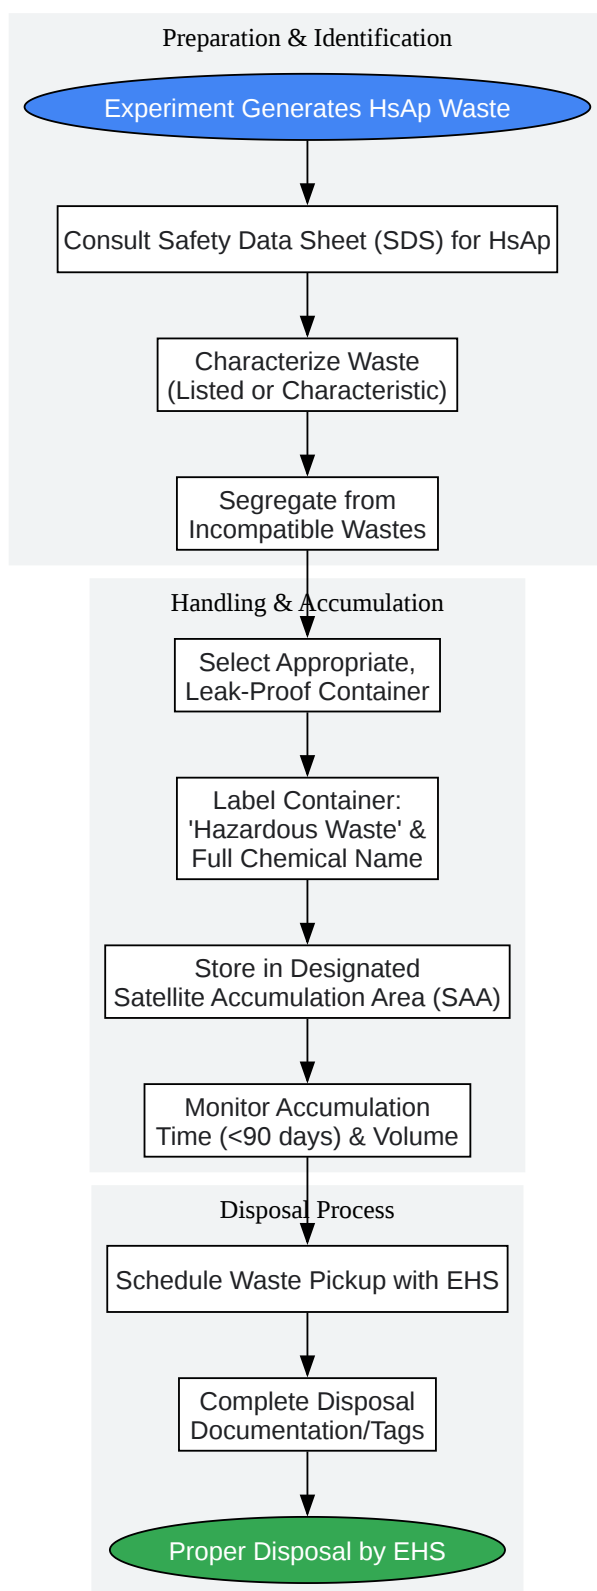 Preparation & Identification
Experiment Generates HsAp Waste
Consult Safety Data Sheet (SDS) for HsAp
Characterize Waste
(Listed or Characteristic)
Segregate from
Incompatible Wastes
Handling & Accumulation
Select Appropriate,
Leak-Proof Container
Label Container:
'Hazardous Waste' &
Full Chemical Name
Store in Designated
Satellite Accumulation Area (SAA)
Monitor Accumulation
Time (<90 days) & Volume
Disposal Process
Schedule Waste Pickup with EHS
Complete Disposal
Documentation/Tags
Proper Disposal by EHS